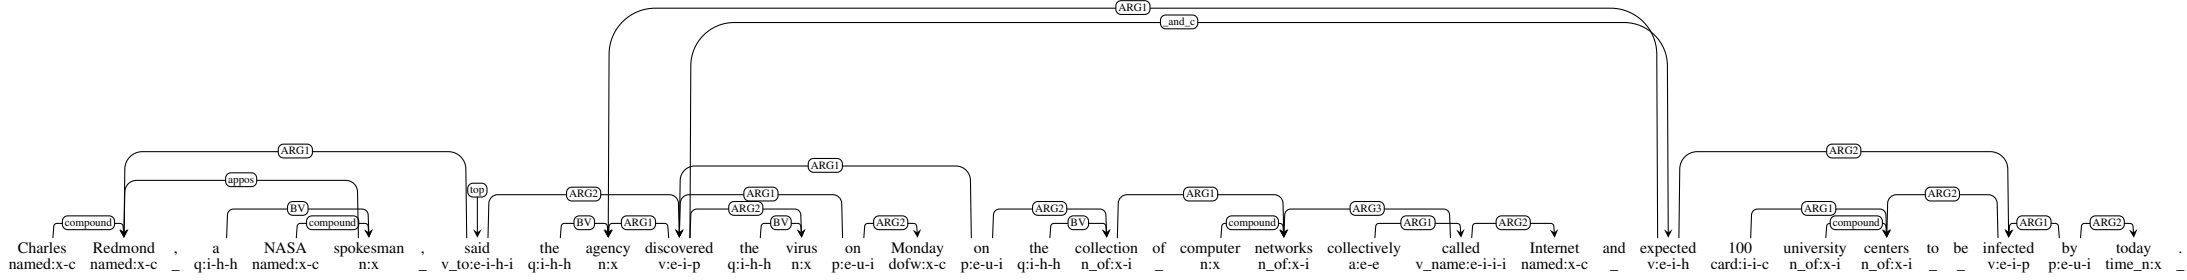 ARG1
_and_c
ARG1 ARG1 ARG2
appos top ARG2 ARG1 ARG1 ARG2
BV ARG2 ARG2 ARG3 ARG1
compound compound BV ARG1 BV ARG2 BV compound ARG1 ARG2 compound ARG1 ARG2
Charles Redmond , a NASA spokesman , said the agency discovered the virus on Monday on the collection of computer networks collectively called Internet and expected 100 university centers to be infected by today .
named:x-c named:x-c _ q:i-h-h named:x-c n:x _ v_to:e-i-h-i q:i-h-h n:x v:e-i-p q:i-h-h n:x p:e-u-i dofw:x-c p:e-u-i q:i-h-h n_of:x-i _ n:x n_of:x-i a:e-e v_name:e-i-i-i named:x-c _ v:e-i-h card:i-i-c n_of:x-i n_of:x-i _ _ v:e-i-p p:e-u-i time_n:x _